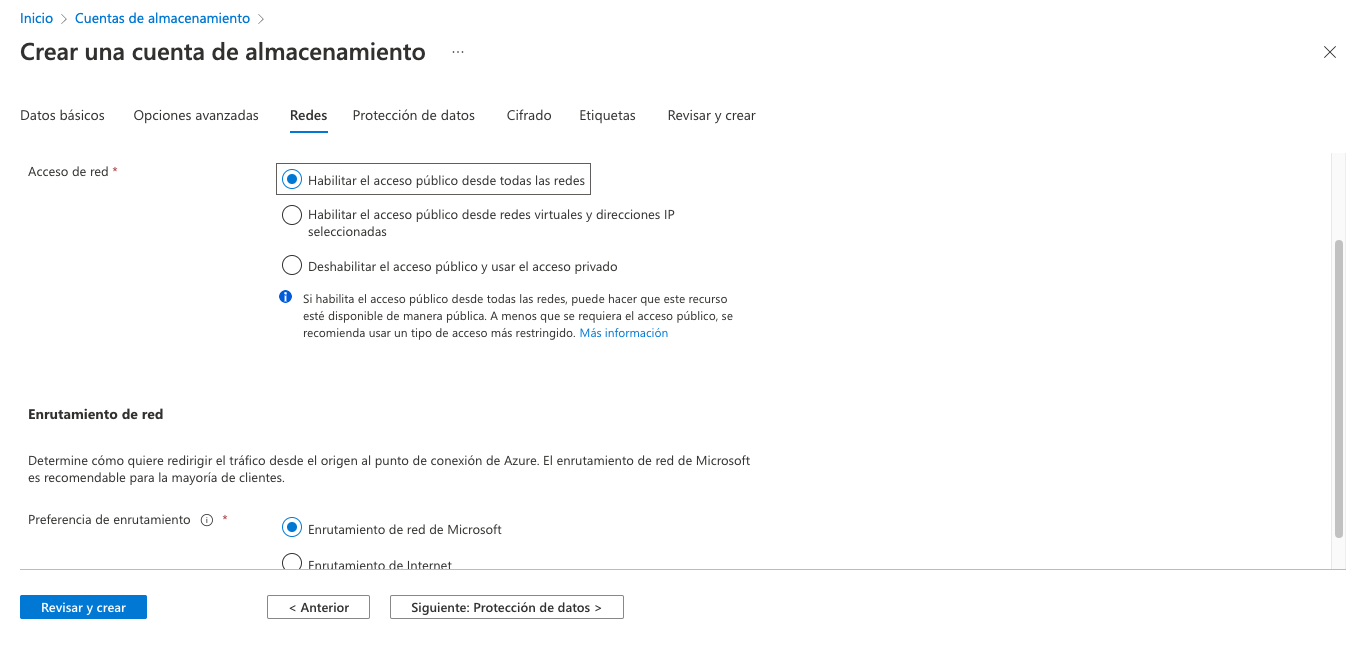 Inicio > Cuentas de almacenamiento >
Crear una cuenta de almacenamiento ...
Datos básicos Opciones avanzadas Redes Protección de datos Cifrado Etiquetas Revisar y crear
Acceso de red *
Habilitar el acceso público desde todas las redes
Habilitar el acceso público desde redes virtuales y direcciones IP
seleccionadas
Deshabilitar el acceso público y usar el acceso privado
Si habilita el acceso público desde todas las redes, puede hacer que este recurso
esté disponible de manera pública. A menos que se requiera el acceso público, se
recomienda usar un tipo de acceso más restringido. Más información
Enrutamiento de red
Determine cómo quiere redirigir el tráfico desde el origen al punto de conexión de Azure. El enrutamiento de red de Microsoft
es recomendable para la mayoría de clientes.
Preferencia de enrutamiento *
Enrutamiento de red de Microsoft
Enrutamiento de Internet
Revisar y crear
< Anterior
Siguiente: Protección de datos >